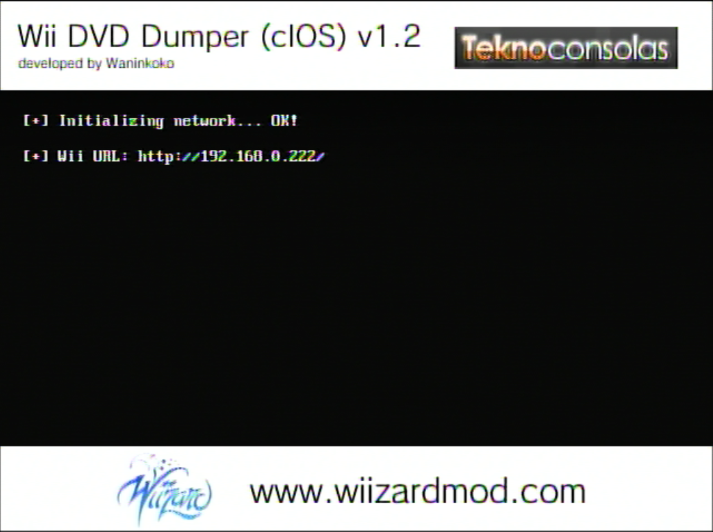 Wii DVD Dumper (cIOS) v1.2
developed by Waninkoko
Teknoconsolas
[+] Initializing network... OK!
[+] Wii URL: http://192.168.0.222/
the
Wiizard
www.wiizardmod.com